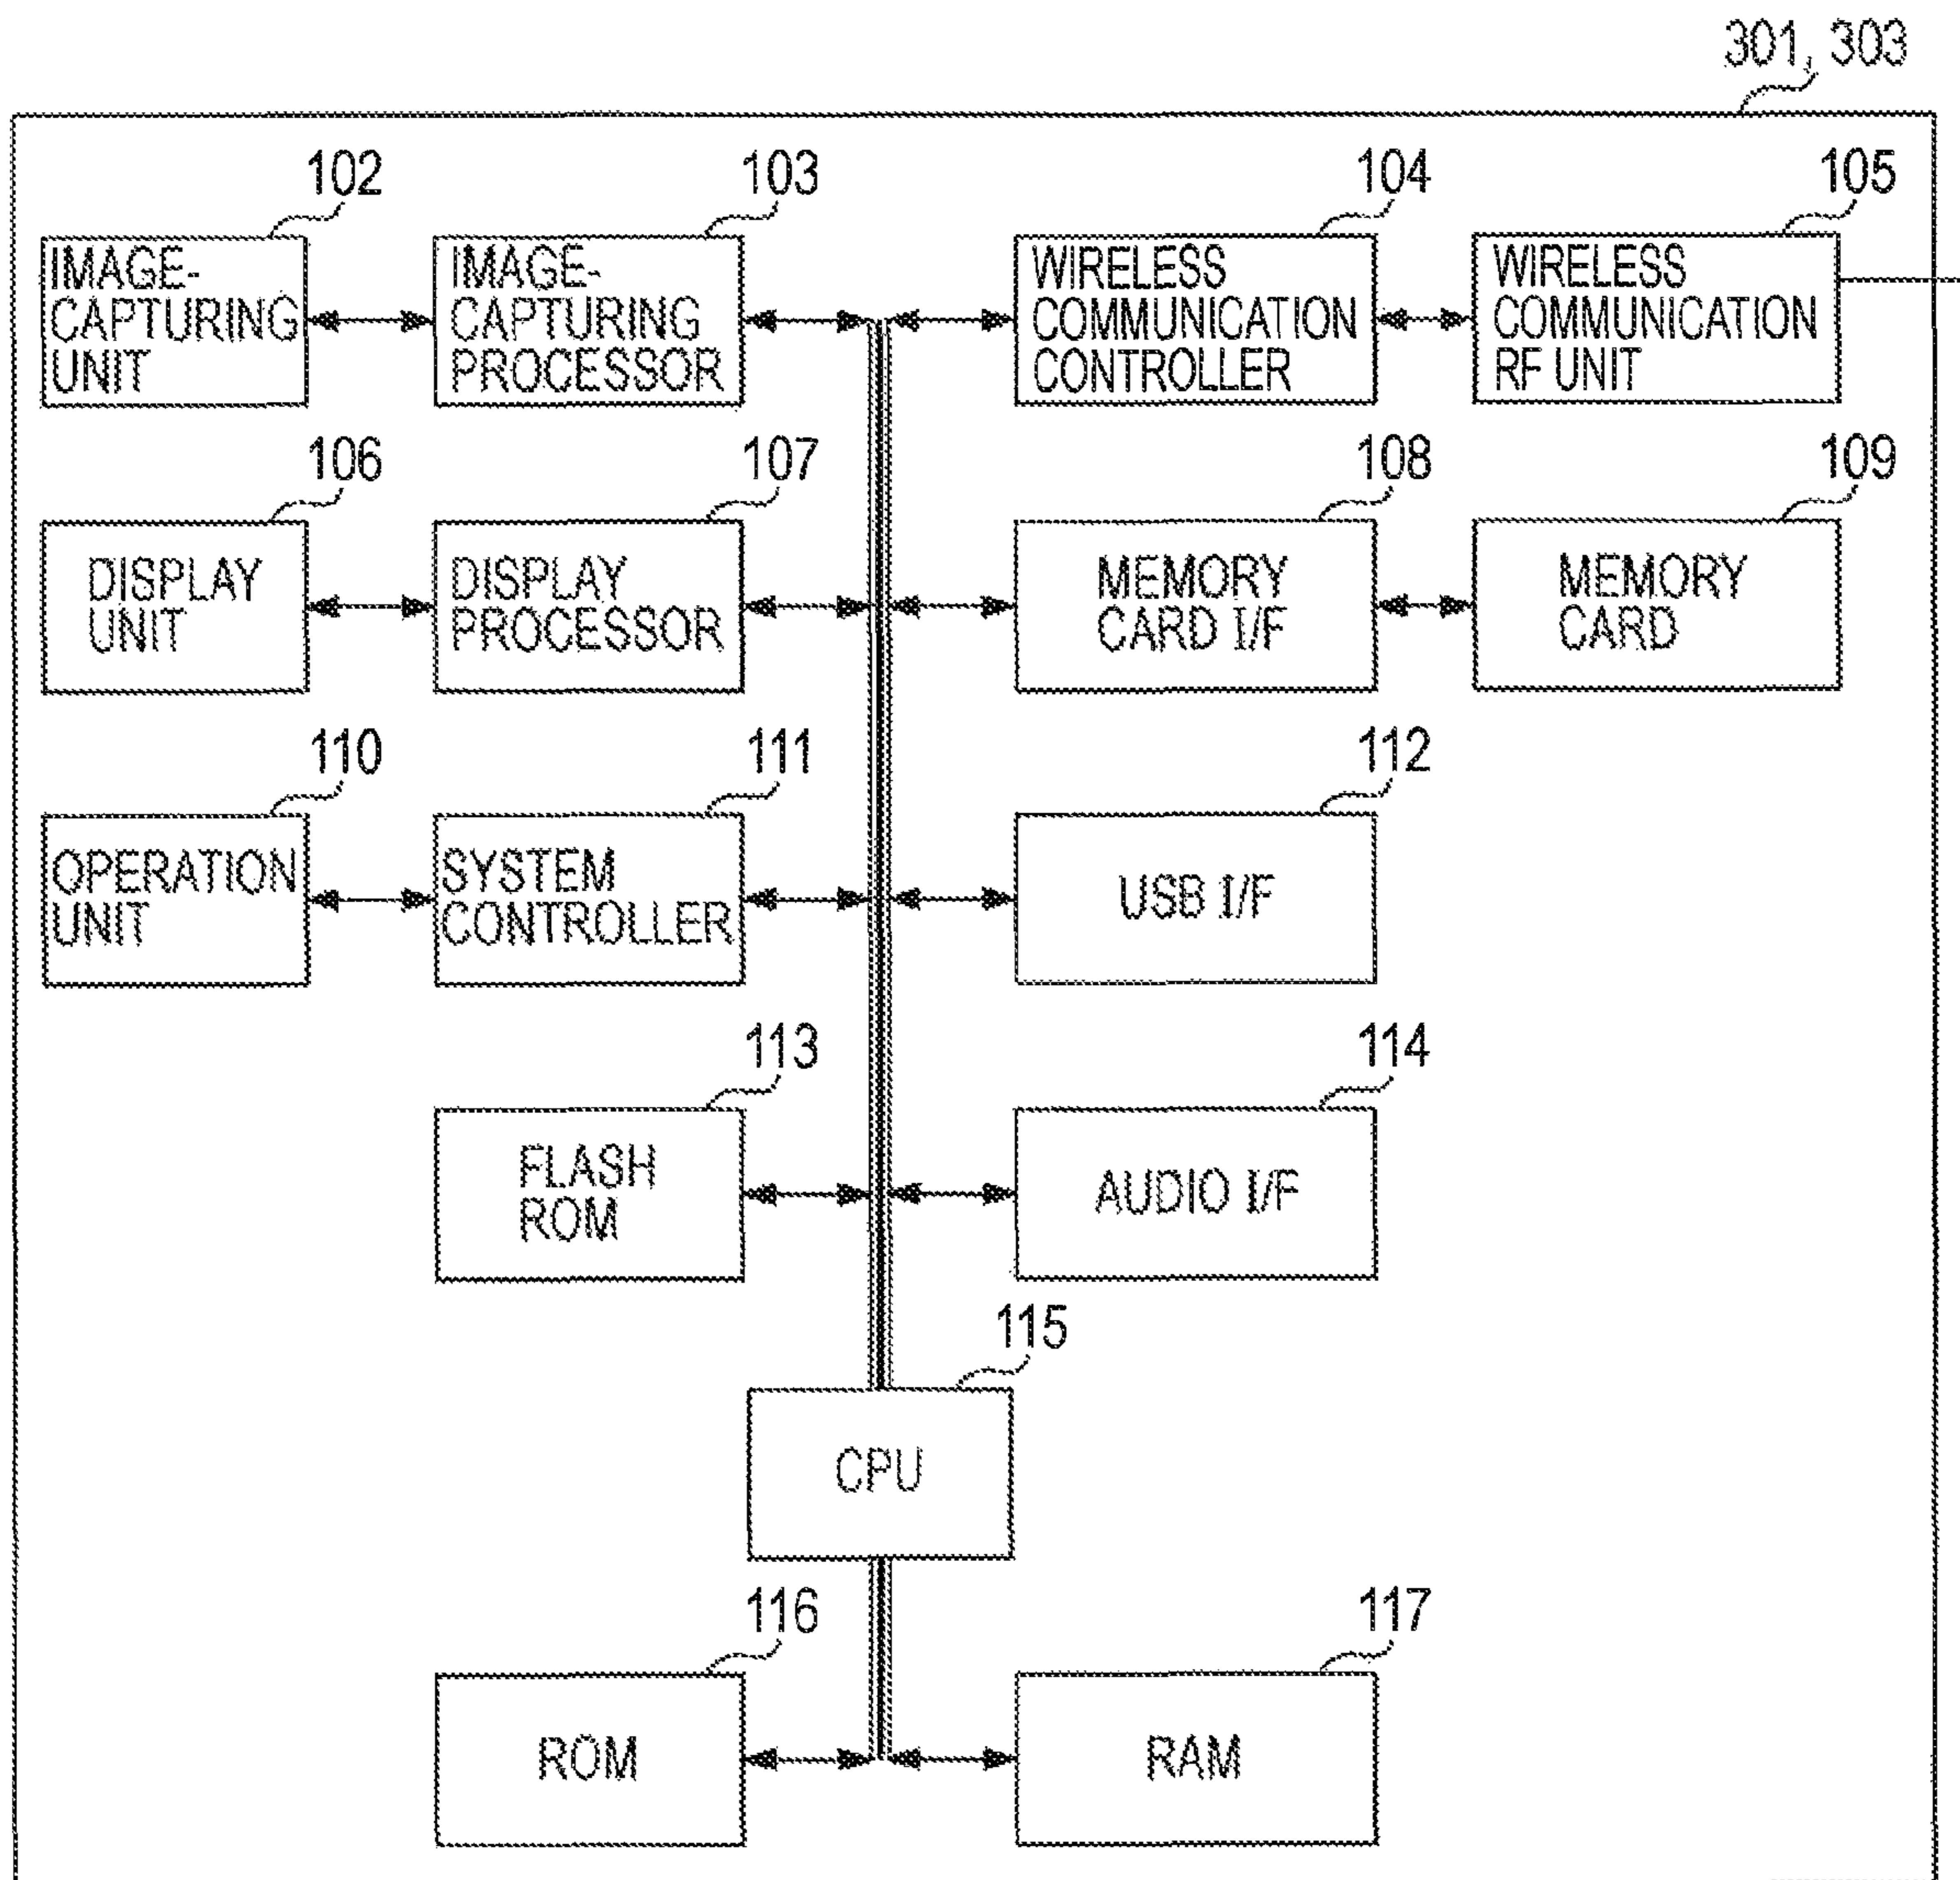 301, 303
102
103
104
105
IMAGE-
CAPTURING
UNIT
IMAGE-
CAPTURING
PROCESSOR
WIRELESS
COMMUNICATION
CONTROLLER
WIRELESS
COMMUNICATION
RF UNIT
106
107
108
109
DISPLAY
UNIT
DISPLAY
PROCESSOR
MEMORY
CARD I/F
MEMORY
CARD
110
111
112
OPERATION
UNIT
SYSTEM
CONTROLLER
USB I/F
113
114
FLASH
ROM
AUDIO I/F
115
CPU
116
117
ROM
RAM